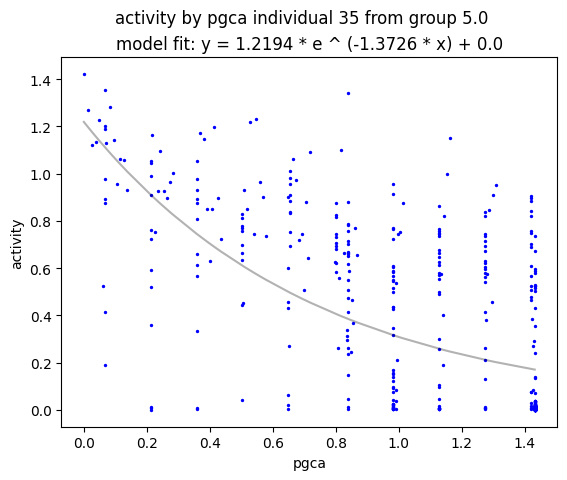 activity by pgca individual 35 from group 5.0
model fit: y = 1.2194 * e ^ (-1.3726 * x) + 0.0
activity
1.4
1.2
1.0
0.8
0.6
0.4
0.2
0.0
0.0 0.2 0.4 0.6 0.8 1.0 1.2 1.4
pgca